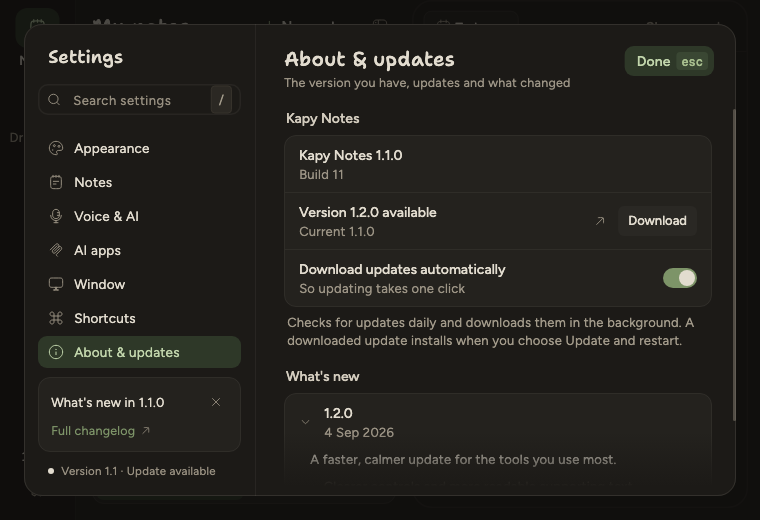 Settings
Search settings /
Appearance
Notes
Voice & AI
AI apps
Window
Shortcuts
About & updates
What's new in 1.1.0
Full changelog
Version 1.1 · Update available
About & updates
The version you have, updates and what changed
Done esc
Kapy Notes
Kapy Notes 1.1.0
Build 11
Version 1.2.0 available
Current 1.1.0
Download
Download updates automatically
So updating takes one click
Checks for updates daily and downloads them in the background. A
downloaded update installs when you choose Update and restart.
What's new
1.2.0
4 Sep 2026
A faster, calmer update for the tools you use most.